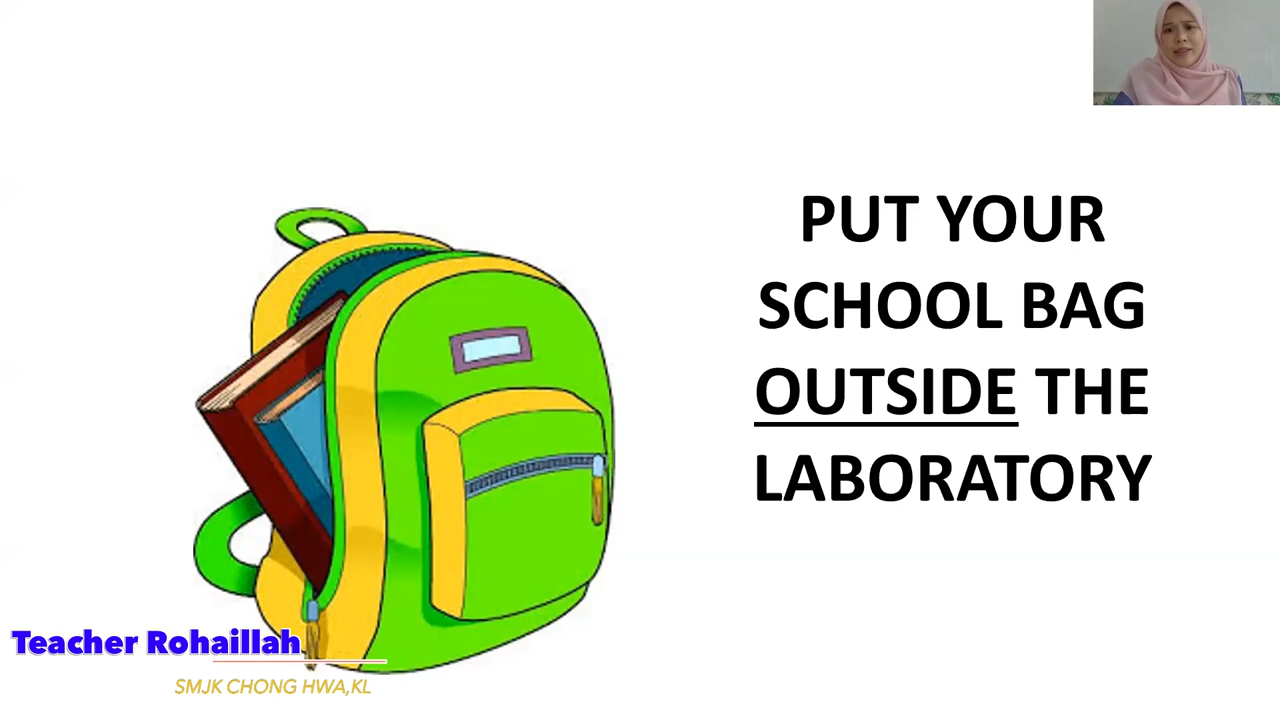 PUT YOUR
SCHOOL BAG
OUTSIDE THE
LABORATORY
Teacher Rohaillah
SMJK CHONG HWA,KL